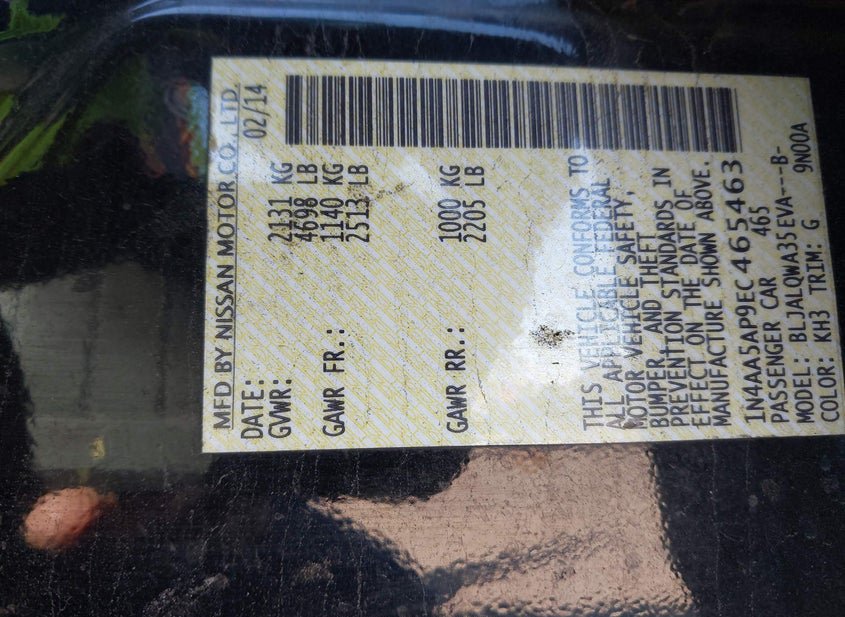 MFD BY NISSAN MOTOR CO., LTD.
DATE: 02/14
GVWR: 2131 KG
4698 LB
GAWR FR.: 1140 KG
2513 LB
GAWR RR.: 1000 KG
2205 LB
THIS VEHICLE CONFORMS TO
ALL APPLICABLE FEDERAL
MOTOR VEHICLE SAFETY,
BUMPER AND THEFT
PREVENTION STANDARDS IN
EFFECT ON THE DATE OF
MANUFACTURE SHOWN ABOVE.
1N4AA5AP9EC465463
PASSENGER CAR 465
MODEL: BLJALQWA35EVA---B-
COLOR: KH3 TRIM: G 9N00A